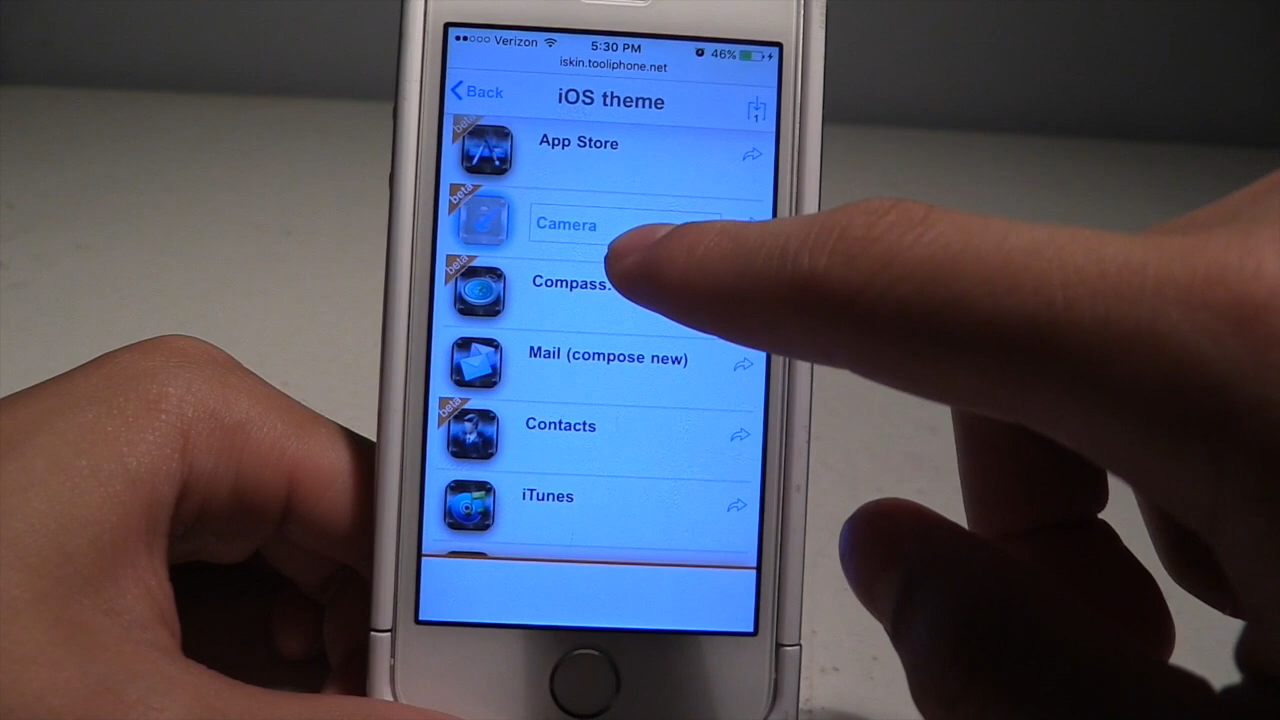 Verizon 5:30 PM 46%
iskin.tooliphone.net
Back iOS theme 1
beta App Store
beta Camera
beta Compass.
Mail (compose new)
beta Contacts
iTunes